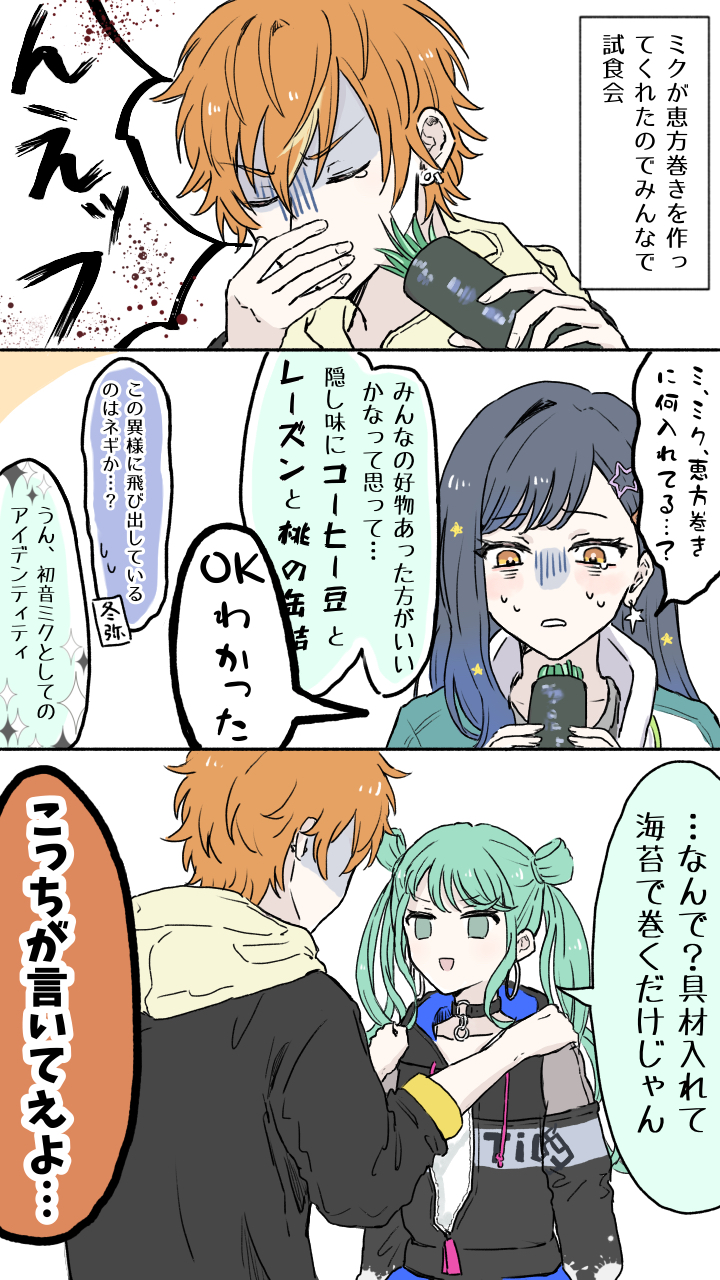 ミクが恵方巻きを作っ
てくれたのでみんなで
試食会
んえッフ
ミ、ミク、恵方巻き
に何入れてる…?
みんなの好物あった方がいい
かなって思って…
隠し味にコーヒー豆と
レーズンと桃の缶詰
OK
わかった
この異様に飛び出している
のはネギか…?
冬弥
うん、初音ミクとしての
アイデンティティ
…なんで?具材入れて
海苔で巻くだけじゃん
こっちが言いてえよ…